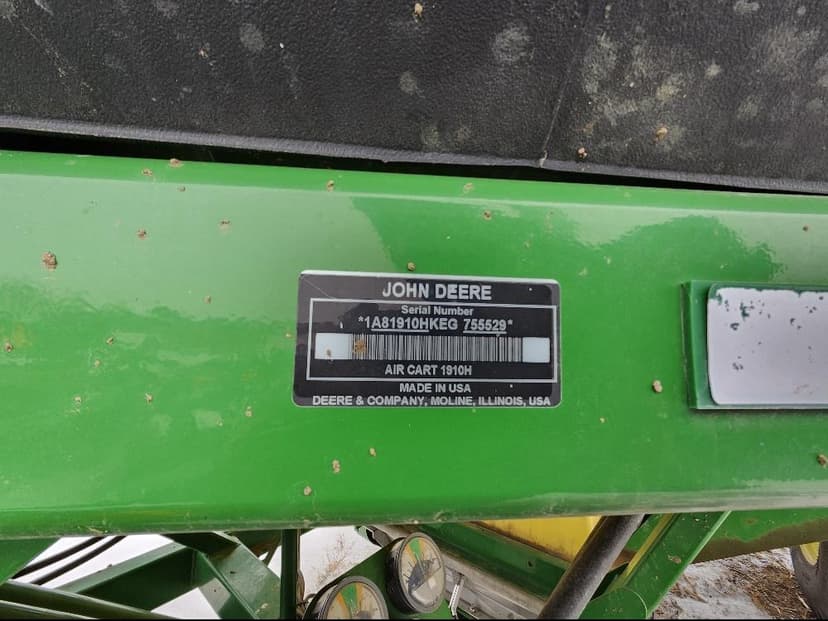 JOHN DEERE
Serial Number
*1A81910HKEG 755529*
AIR CART 1910H
MADE IN USA
DEERE & COMPANY, MOLINE, ILLINOIS, USA